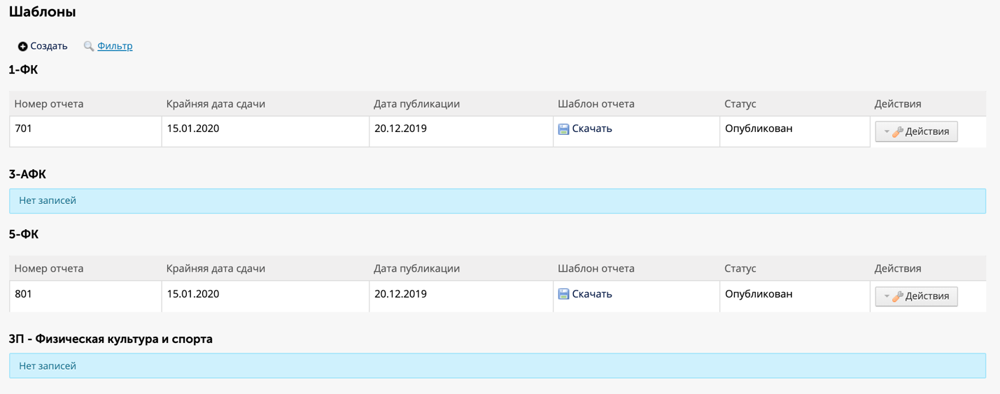 Шаблоны
Создать Фильтр
1-ФК
Номер отчета Крайняя дата сдачи Дата публикации Шаблон отчета Статус Действия
701 15.01.2020 20.12.2019 Скачать Опубликован Действия
3-АФК
Нет записей
5-ФК
Номер отчета Крайняя дата сдачи Дата публикации Шаблон отчета Статус Действия
801 15.01.2020 20.12.2019 Скачать Опубликован Действия
ЗП - Физическая культура и спорта
Нет записей